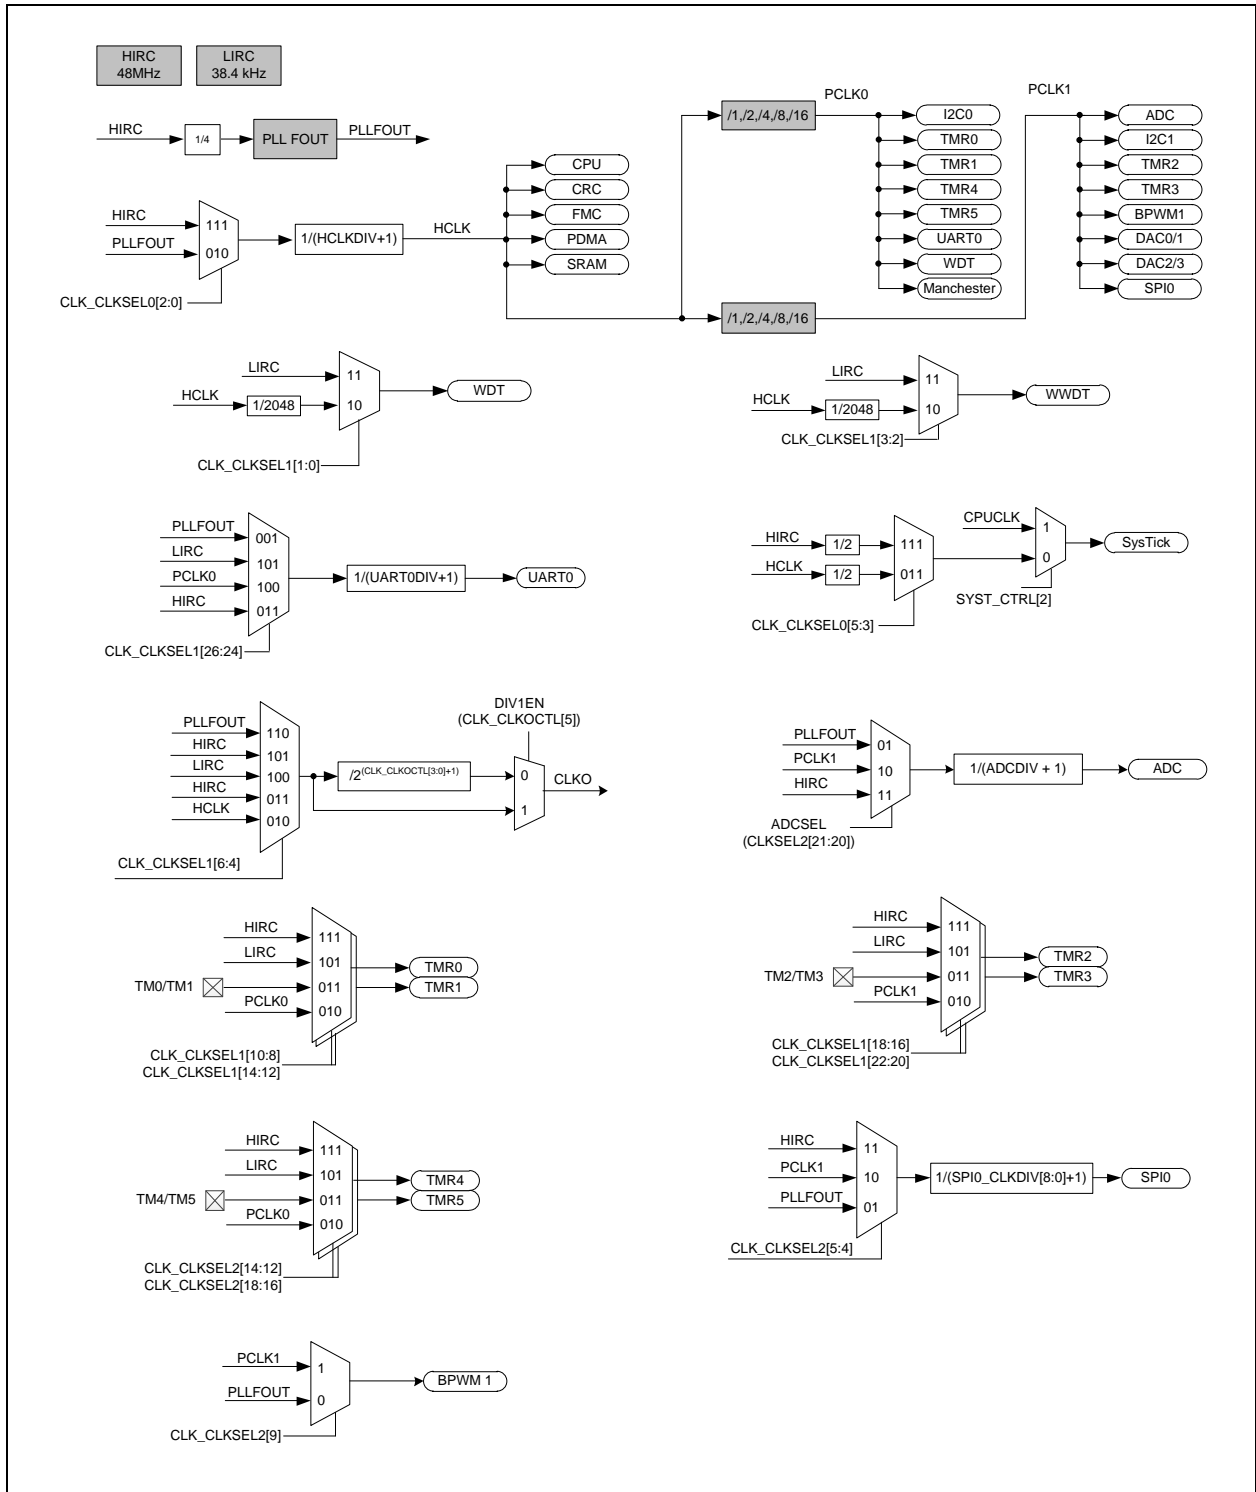 HIRC
48MHz
LIRC
38.4 kHz
HIRC
1/4
PLL FOUT
PLLFOUT
HIRC
PLLFOUT
111
010
CLK_CLKSEL0[2:0]
1/(HCLKDIV+1)
HCLK
CPU
CRC
FMC
PDMA
SRAM
/1,/2,/4,/8,/16
PCLK0
I2C0
TMR0
TMR1
TMR4
TMR5
UART0
WDT
Manchester
/1,/2,/4,/8,/16
PCLK1
ADC
I2C1
TMR2
TMR3
BPWM1
DAC0/1
DAC2/3
SPI0
LIRC
HCLK
1/2048
11
10
WDT
CLK_CLKSEL1[1:0]
LIRC
HCLK
1/2048
11
10
WWDT
CLK_CLKSEL1[3:2]
PLLFOUT
LIRC
PCLK0
HIRC
001
101
100
011
1/(UART0DIV+1)
UART0
CLK_CLKSEL1[26:24]
HIRC
HCLK
1/2
1/2
111
011
CLK_CLKSEL0[5:3]
CPUCLK
1
0
SysTick
SYST_CTRL[2]
PLLFOUT
HIRC
LIRC
HIRC
HCLK
110
101
100
011
010
CLK_CLKSEL1[6:4]
/2(CLK_CLKOCTL[3:0]+1)
DIV1EN
(CLK_CLKOCTL[5])
0
1
CLKO
PLLFOUT
PCLK1
HIRC
01
10
11
ADCSEL
(CLKSEL2[21:20])
1/(ADCDIV + 1)
ADC
HIRC
LIRC
TM0/TM1
PCLK0
111
101
011
010
TMR0
TMR1
CLK_CLKSEL1[10:8]
CLK_CLKSEL1[14:12]
HIRC
LIRC
TM2/TM3
PCLK1
111
101
011
010
TMR2
TMR3
CLK_CLKSEL1[18:16]
CLK_CLKSEL1[22:20]
HIRC
LIRC
TM4/TM5
PCLK0
111
101
011
010
TMR4
TMR5
CLK_CLKSEL2[14:12]
CLK_CLKSEL2[18:16]
HIRC
PCLK1
PLLFOUT
11
10
01
1/(SPI0_CLKDIV[8:0]+1)
SPI0
CLK_CLKSEL2[5:4]
PCLK1
PLLFOUT
1
0
BPWM 1
CLK_CLKSEL2[9]